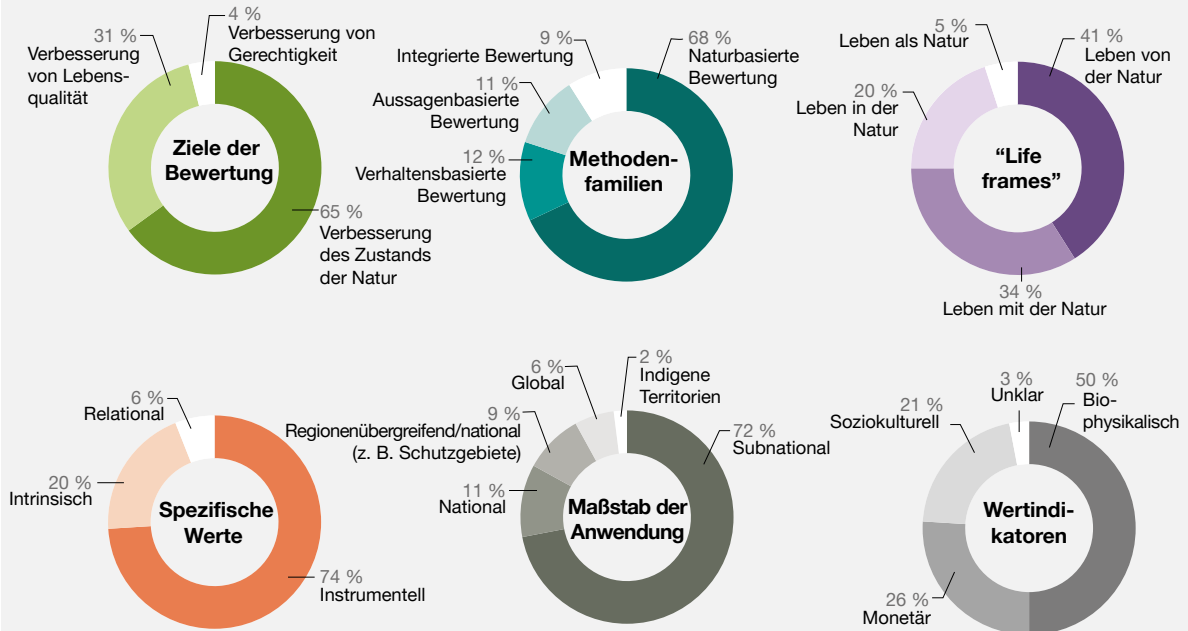 31 %
Verbesserung
von Lebens-
qualität
4 %
Verbesserung von
Gerechtigkeit
Ziele der
Bewertung
65 %
Verbesserung
des Zustands
der Natur
9 %
Integrierte Bewertung
11 %
Aussagenbasierte
Bewertung
12 %
Verhaltensbasierte
Bewertung
68 %
Naturbasierte
Bewertung
Methoden-
familien
5 %
Leben als Natur
20 %
Leben in der
Natur
41 %
Leben von
der Natur
“Life
frames”
34 %
Leben mit der Natur
6 %
Relational
20 %
Intrinsisch
Spezifische
Werte
74 %
Instrumentell
6 %
Global
2 %
Indigene
Territorien
9 %
Regionenübergreifend/national
(z. B. Schutzgebiete)
11 %
National
72 %
Subnational
Maßstab der
Anwendung
3 %
Unklar
21 %
Soziokulturell
50 %
Bio-
physikalisch
Wertindi-
katoren
26 %
Monetär